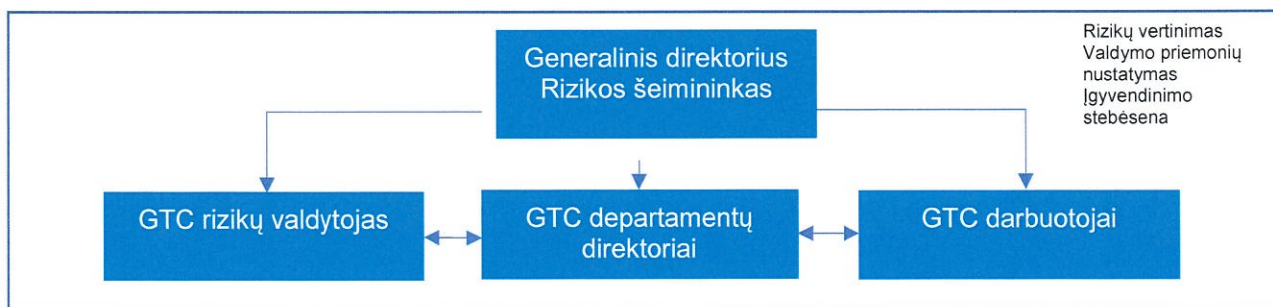 Generalinis direktorius
Rizikos šeimininkas
Rizikų vertinimas
Valdymo priemonių
nustatymas
Įgyvendinimo
stebėsena
GTC rizikų valdytojas
GTC departamentų
direktoriai
GTC darbuotojai